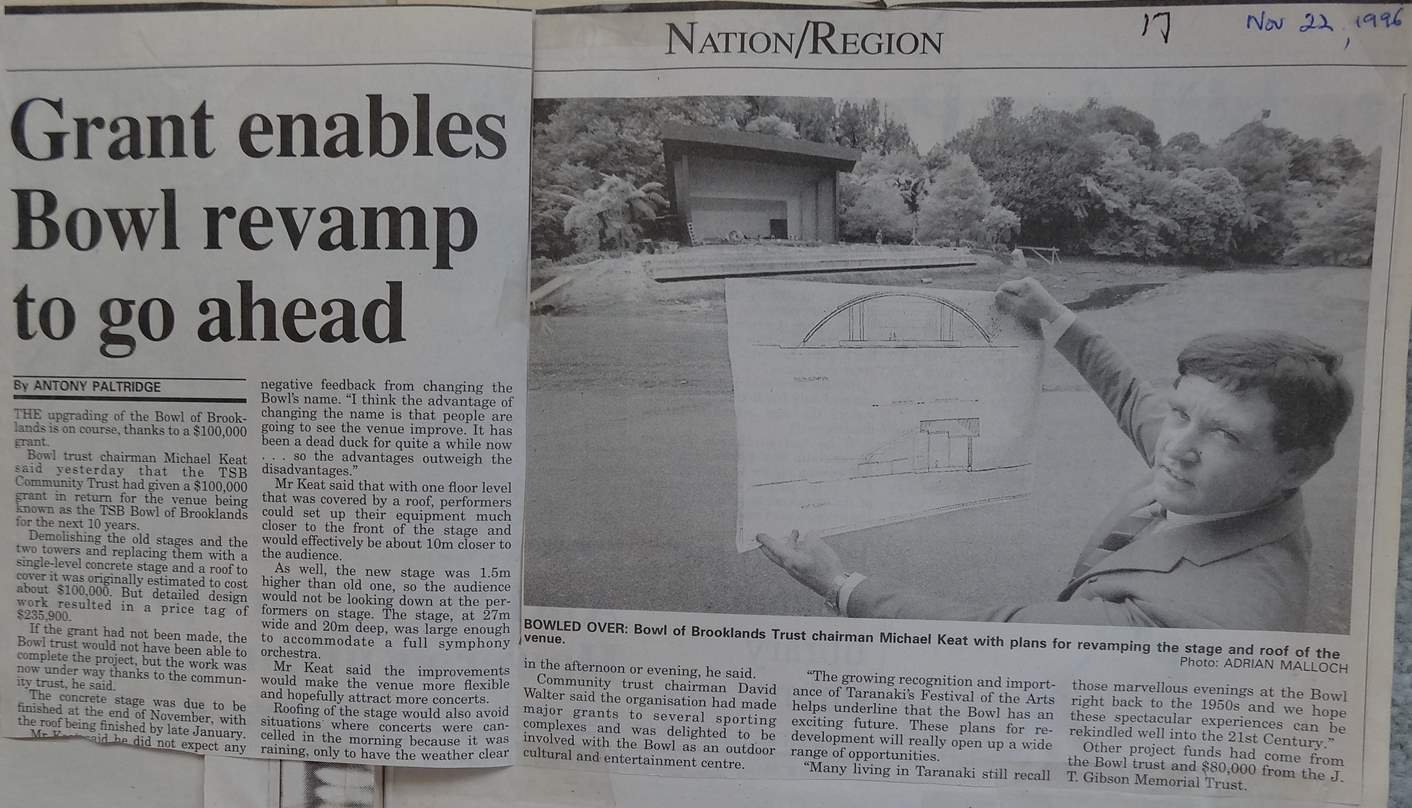 NATION/REGION
17
Nov 22, 1996
Grant enables
Bowl revamp
to go ahead
By ANTONY PALTRIDGE
THE upgrading of the Bowl of Brook-
lands is on course, thanks to a $100,000
grant.
Bowl trust chairman Michael Keat
said yesterday that the TSB
Community Trust had given a $100,000
grant in return for the venue being
known as the TSB Bowl of Brooklands
for the next 10 years.
Demolishing the old stages and the
two towers and replacing them with a
single-level concrete stage and a roof to
cover it was originally estimated to cost
about $100,000. But detailed design
work resulted in a price tag of
$235,900.
If the grant had not been made, the
Bowl trust would not have been able to
complete the project, but the work was
now under way thanks to the commun-
ity trust, he said.
The concrete stage was due to be
finished at the end of November, with
the roof being finished by late January.
Mr Keat said he did not expect any
negative feedback from changing the
Bowl's name. “I think the advantage of
changing the name is that people are
going to see the venue improve. It has
been a dead duck for quite a while now
. . . so the advantages outweigh the
disadvantages.”
Mr Keat said that with one floor level
that was covered by a roof, performers
could set up their equipment much
closer to the front of the stage and
would effectively be about 10m closer to
the audience.
As well, the new stage was 1.5m
higher than old one, so the audience
would not be looking down at the per-
formers on stage. The stage, at 27m
wide and 20m deep, was large enough
to accommodate a full symphony
orchestra.
Mr Keat said the improvements
would make the venue more flexible
and hopefully attract more concerts.
Roofing of the stage would also avoid
situations where concerts were can-
celled in the morning because it was
raining, only to have the weather clear
BOWLED OVER: Bowl of Brooklands Trust chairman Michael Keat with plans for revamping the stage and roof of the
venue.
Photo: ADRIAN MALLOCH
in the afternoon or evening, he said.
Community trust chairman David
Walter said the organisation had made
major grants to several sporting
complexes and was delighted to be
involved with the Bowl as an outdoor
cultural and entertainment centre.
“The growing recognition and import-
ance of Taranaki's Festival of the Arts
helps underline that the Bowl has an
exciting future. These plans for re-
development will really open up a wide
range of opportunities.
“Many living in Taranaki still recall
those marvellous evenings at the Bowl
right back to the 1950s and we hope
these spectacular experiences can be
rekindled well into the 21st Century.”
Other project funds had come from
the Bowl trust and $80,000 from the J.
T. Gibson Memorial Trust.